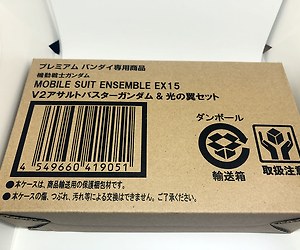 プレミアム バンダイ専用商品
機動戦士ガンダム
MOBILE SUIT ENSEMBLE EX15
V2アサルトバスターガンダム & 光の翼セット
4 549660 419051
ダンボール
輸送箱
取扱注意
●本ケースは、商品輸送用の保護梱包材です。
●本ケースの傷、つぶれ、汚れ等による交換はできません。ご了承ください。